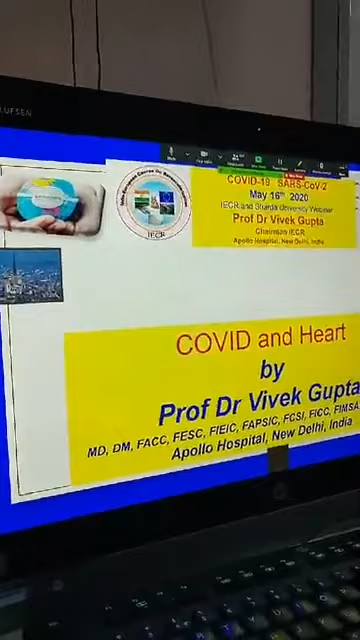 COVID-19 SARS-CoV-2
May 16th 2020
IECR and Sharda University Webinar
Prof Dr Vivek Gupta
Chairman IECR
Apollo Hospital, New Delhi, India
IECR
COVID and Heart
by
Prof Dr Vivek Gupta
MD, DM, FACC, FESC, FIEIC, FAPSIC, FCSI, FICC, FIMSA
Apollo Hospital, New Delhi, India